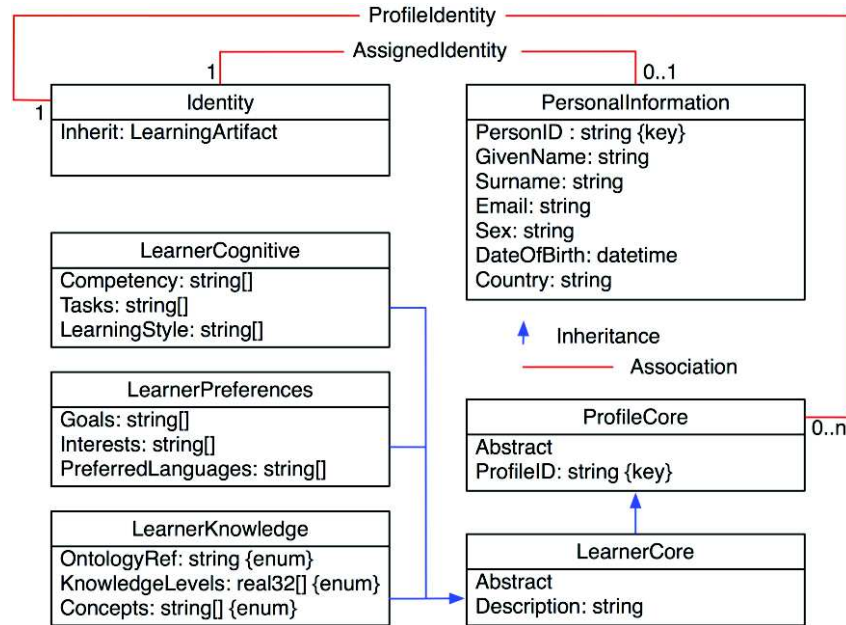 ProfileIdentity
AssignedIdentity
1
0..1
1
Identity
Inherit: LearningArtifact
PersonalInformation
PersonID : string {key}
GivenName: string
Surname: string
Email: string
Sex: string
DateOfBirth: datetime
Country: string
LearnerCognitive
Competency: string[]
Tasks: string[]
LearningStyle: string[]
Inheritance
Association
LearnerPreferences
Goals: string[]
Interests: string[]
PreferredLanguages: string[]
ProfileCore
0..n
Abstract
ProfileID: string {key}
LearnerKnowledge
OntologyRef: string {enum}
KnowledgeLevels: real32[] {enum}
Concepts: string[] {enum}
LearnerCore
Abstract
Description: string